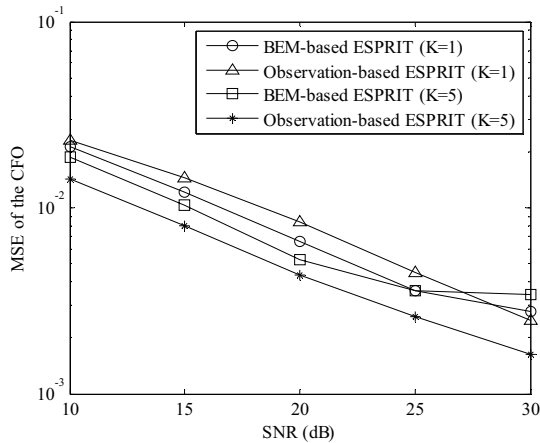 10^-1
BEM-based ESPRIT (K=1)
Observation-based ESPRIT (K=1)
BEM-based ESPRIT (K=5)
Observation-based ESPRIT (K=5)
MSE of the CFO
10^-2
10^-3
10 15 20 25 30
SNR (dB)